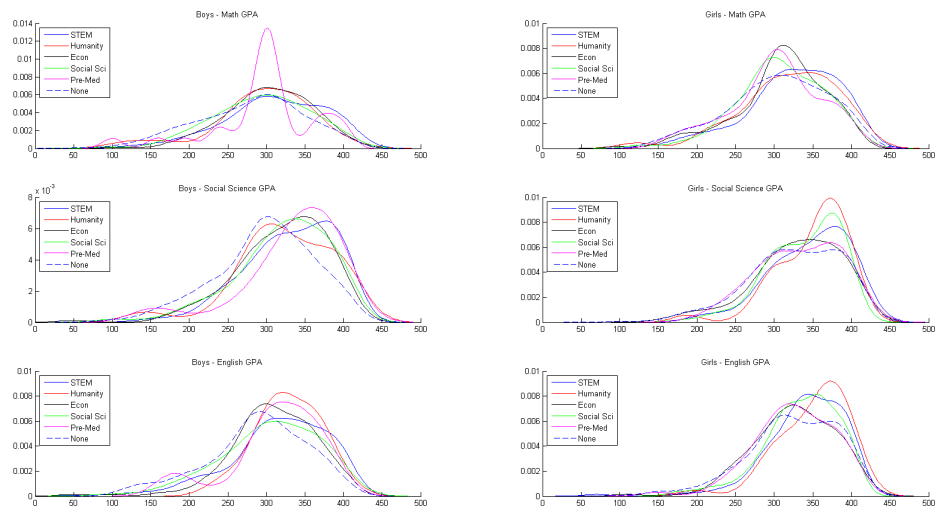 Boys - Math GPA
0.014
0.012
0.01
0.008
0.006
0.004
0.002
0
0 50 100 150 200 250 300 350 400 450 500
STEM
Humanity
Econ
Social Sci
Pre-Med
None
Girls - Math GPA
0.01
0.008
0.006
0.004
0.002
0 50 100 150 200 250 300 350 400 450 500
STEM
Humanity
Econ
Social Sci
Pre-Med
None
Boys - Social Science GPA
x 10⁻³
8
6
4
2
0
0 50 100 150 200 250 300 350 400 450 500
STEM
Humanity
Econ
Social Sci
Pre-Med
None
Girls - Social Science GPA
0.01
0.008
0.006
0.004
0.002
0 50 100 150 200 250 300 350 400 450 500
STEM
Humanity
Econ
Social Sci
Pre-Med
None
Boys - English GPA
0.01
0.008
0.006
0.004
0.002
0
0 50 100 150 200 250 300 350 400 450 500
STEM
Humanity
Econ
Social Sci
Pre-Med
None
Girls - English GPA
0.01
0.008
0.006
0.004
0.002
0 50 100 150 200 250 300 350 400 450 500
STEM
Humanity
Econ
Social Sci
Pre-Med
None